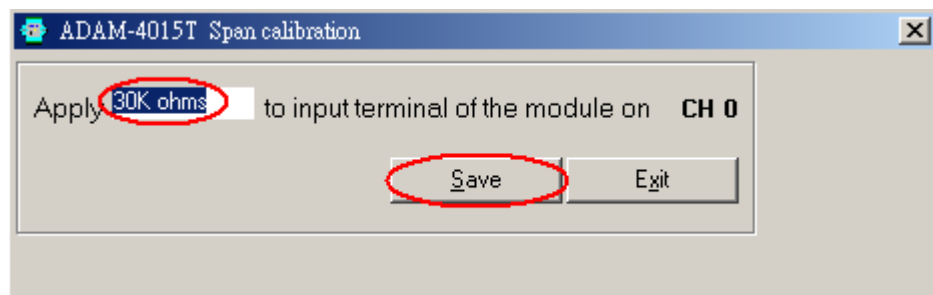 ADAM-4015T Span calibration
Apply 30K ohms to input terminal of the module on CH 0
Save Exit